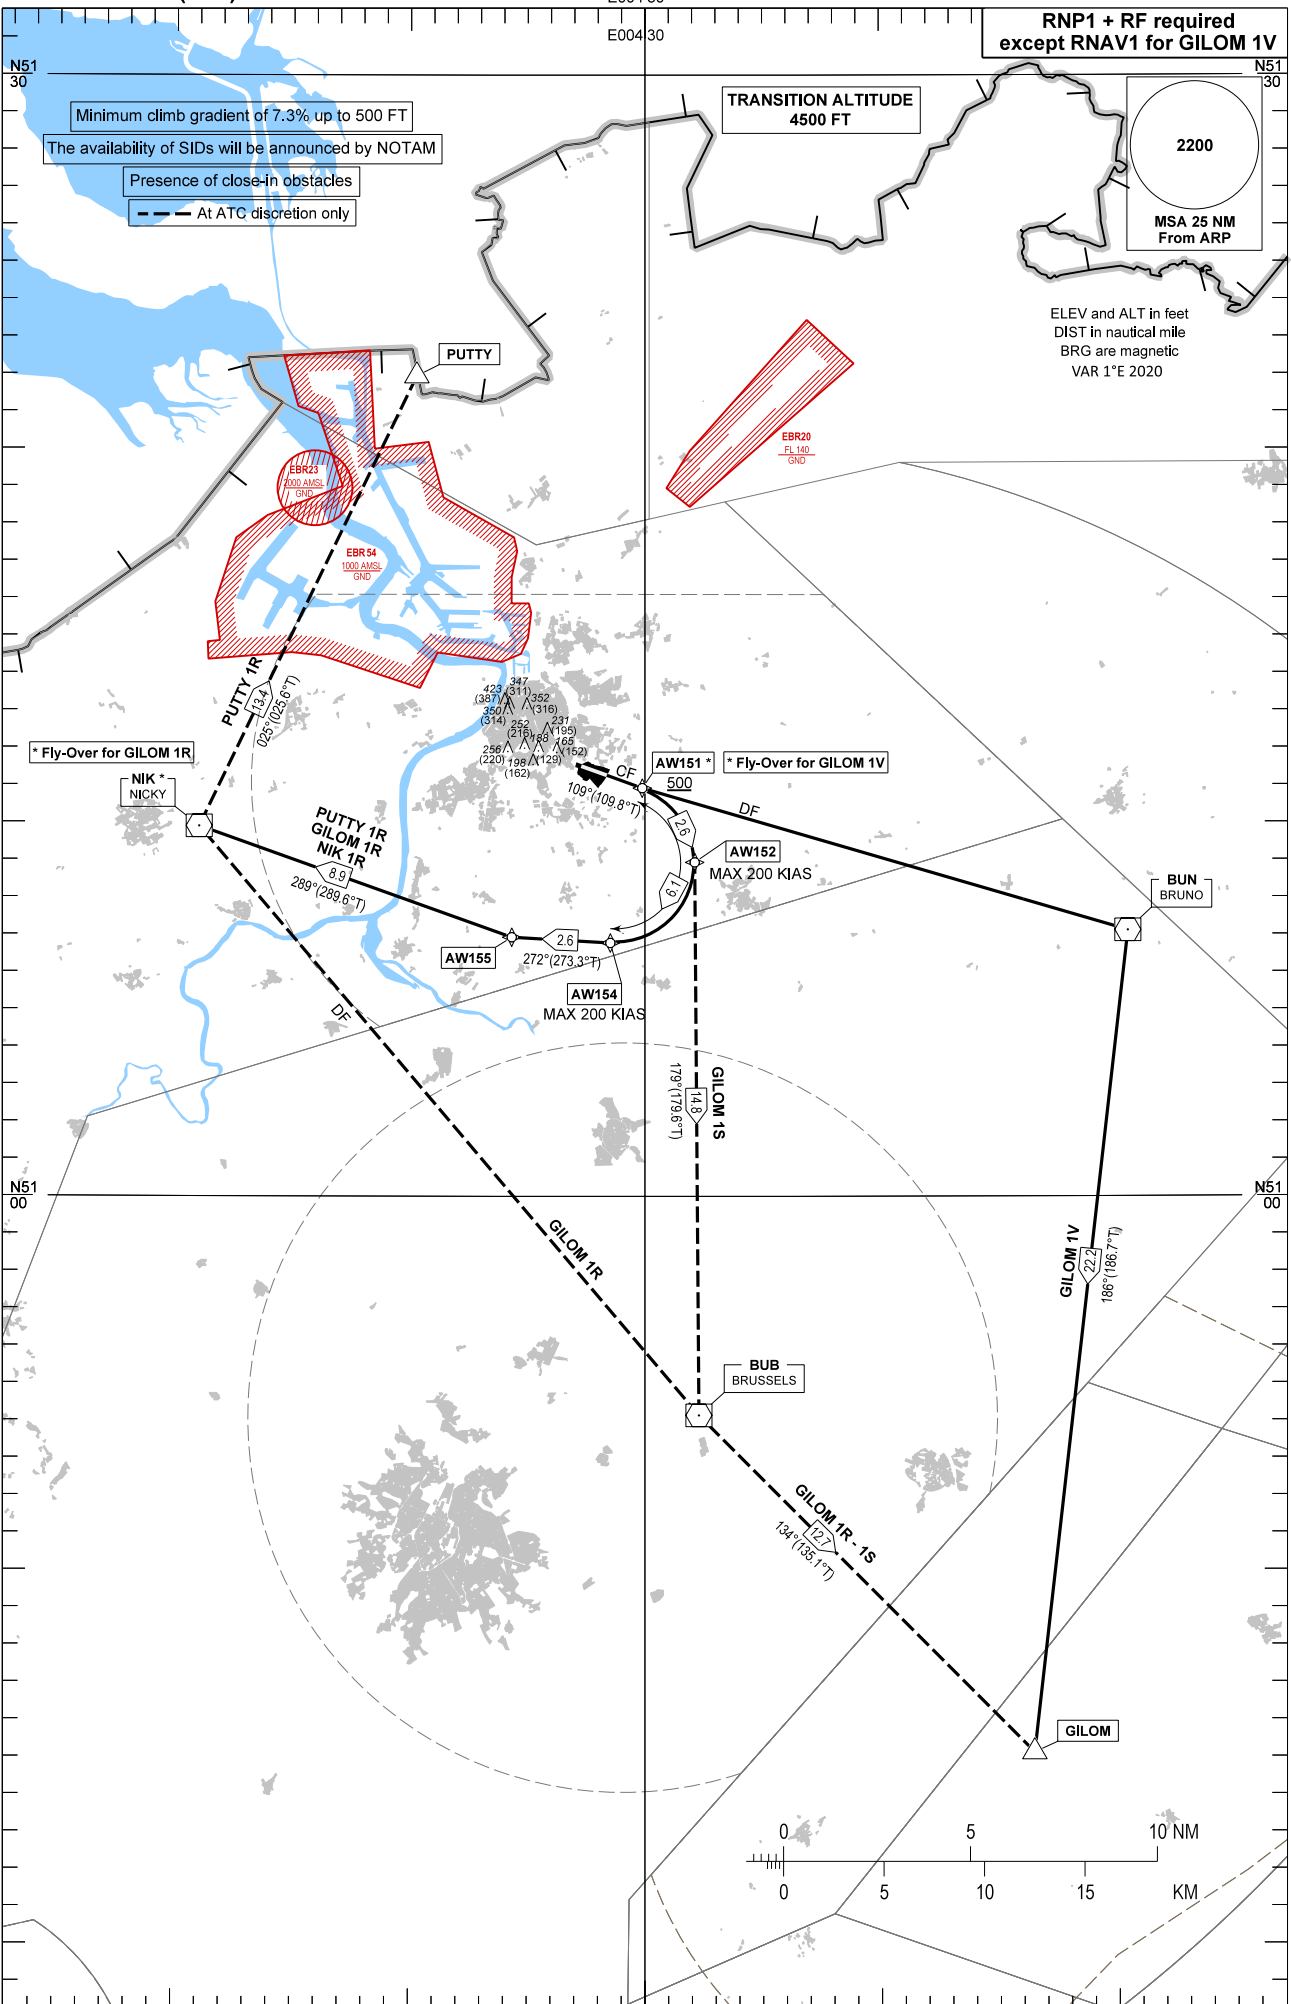 RNP1 + RF required
except RNAV1 for GILOM 1V
E00430
N51
30
N51
30
Minimum climb gradient of 7.3% up to 500 FT
The availability of SIDs will be announced by NOTAM
Presence of close-in obstacles
At ATC discretion only
TRANSITION ALTITUDE
4500 FT
2200
MSA 25 NM
From ARP
ELEV and ALT in feet
DIST in nautical mile
BRG are magnetic
VAR 1°E 2020
PUTTY
EBR20
FL 140
GND
EBR23
2000 AMSL
GND
EBR 54
1000 AMSL
GND
PUTTY 1R
13.4
025°(025.6°T)
423
(387)
347
(311)
350
(314)
352
(316)
252
(216)
231
(195)
256
(220)
188
165
(152)
198
(162)
(129)
* Fly-Over for GILOM 1R
NIK *
NICKY
CF
109°(109.8°T)
AW151 *
500
* Fly-Over for GILOM 1V
DF
PUTTY 1R
GILOM 1R
NIK 1R
8.9
289°(289.6°T)
2.6
AW152
MAX 200 KIAS
6.1
BUN
BRUNO
AW155
2.6
272°(273.3°T)
AW154
MAX 200 KIAS
DF
GILOM 1S
14.8
179°(179.6°T)
N51
00
N51
00
GILOM 1R
GILOM 1V
22.2
186°(186.7°T)
BUB
BRUSSELS
GILOM 1R - 1S
12.7
134°(135.1°T)
GILOM
0 5 10 NM
0 5 10 15 KM